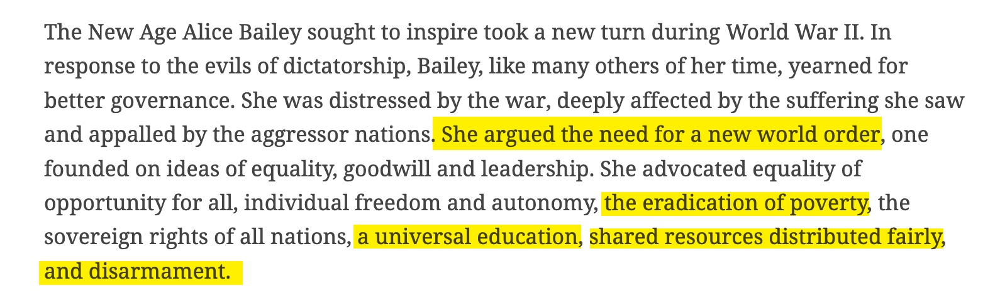 The New Age Alice Bailey sought to inspire took a new turn during World War II. In
response to the evils of dictatorship, Bailey, like many others of her time, yearned for
better governance. She was distressed by the war, deeply affected by the suffering she saw
and appalled by the aggressor nations. She argued the need for a new world order, one
founded on ideas of equality, goodwill and leadership. She advocated equality of
opportunity for all, individual freedom and autonomy, the eradication of poverty, the
sovereign rights of all nations, a universal education, shared resources distributed fairly,
and disarmament.